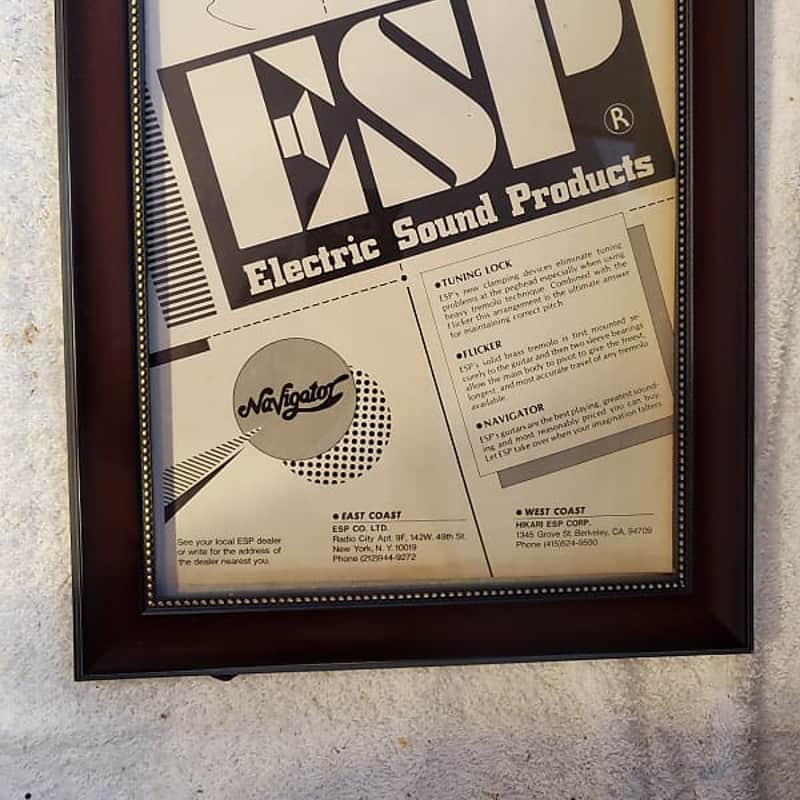 ESP
®
Electric Sound Products
•TUNING LOCK
ESP's new clamping devices eliminate tuning
problems at the peghead especially when using
heavy tremolo technique. Combined with the
Flicker this arrangement is the ultimate answer
for maintaining correct pitch.
•FLICKER
ESP's solid brass tremolo is first mounted se-
curely to the guitar and then two sleeve bearings
allow the main body to pivot to give the freest,
longest, and most accurate travel of any tremolo
available.
•NAVIGATOR
ESP's guitars are the best playing, greatest sound-
ing and most reasonably priced you can buy.
Let ESP take over when your imagination falters.
Navigator
See your local ESP dealer
or write for the address of
the dealer nearest you.
• EAST COAST
ESP CO. LTD.
Radio City Apt. 9F, 142W. 49th St.
New York, N.Y. 10019
Phone (212)944-9272
• WEST COAST
HIKARI ESP CORP.
1345 Grove St. Berkeley, CA. 94709
Phone (415)524-9590